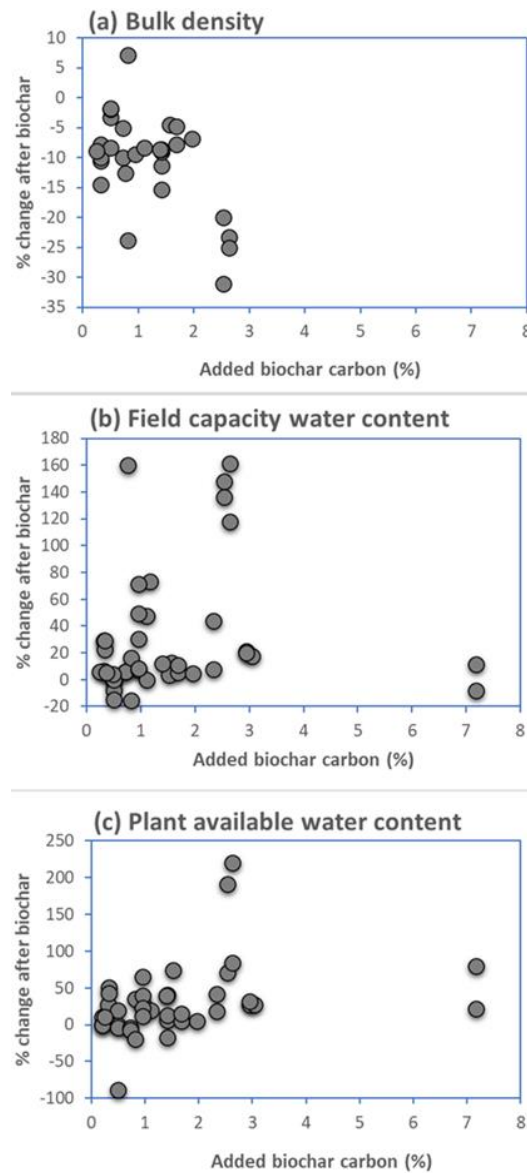 (a) Bulk density
10
5
0
-5
-10
-15
-20
-25
-30
-35
% change after biochar
0 1 2 3 4 5 6 7 8
Added biochar carbon (%)
(b) Field capacity water content
180
160
140
120
100
80
60
40
20
0
-20
% change after biochar
0 1 2 3 4 5 6 7 8
Added biochar carbon (%)
(c) Plant available water content
250
200
150
100
50
0
-50
-100
% change after biochar
0 1 2 3 4 5 6 7 8
Added biochar carbon (%)